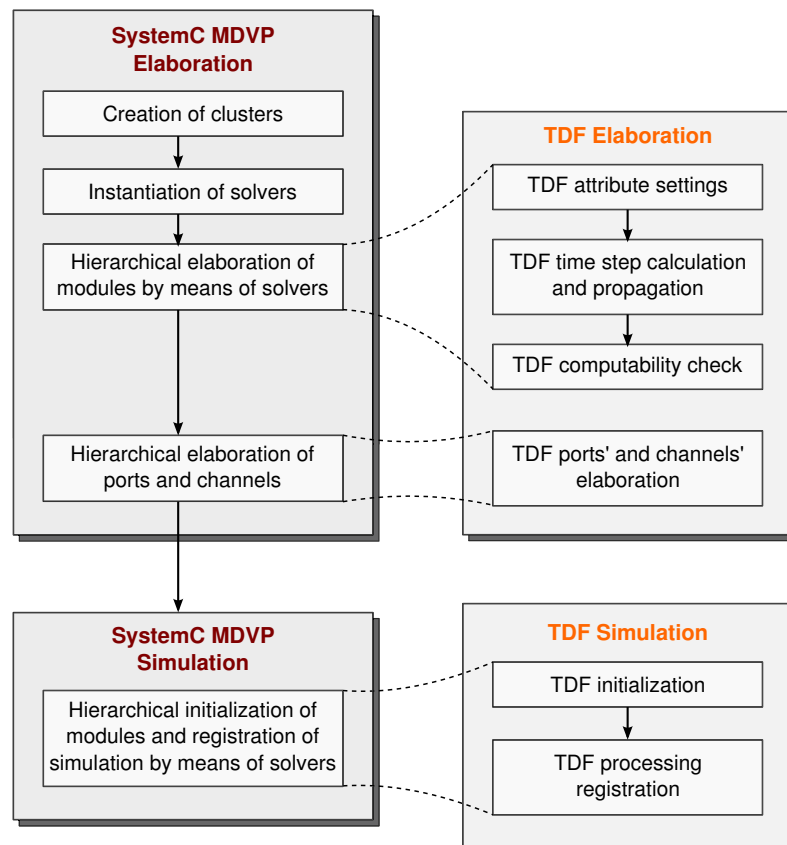 SystemC MDVP
Elaboration
Creation of clusters
Instantiation of solvers
Hierarchical elaboration of
modules by means of solvers
Hierarchical elaboration of
ports and channels
TDF Elaboration
TDF attribute settings
TDF time step calculation
and propagation
TDF computability check
TDF ports' and channels'
elaboration
SystemC MDVP
Simulation
Hierarchical initialization of
modules and registration of
simulation by means of solvers
TDF Simulation
TDF initialization
TDF processing
registration